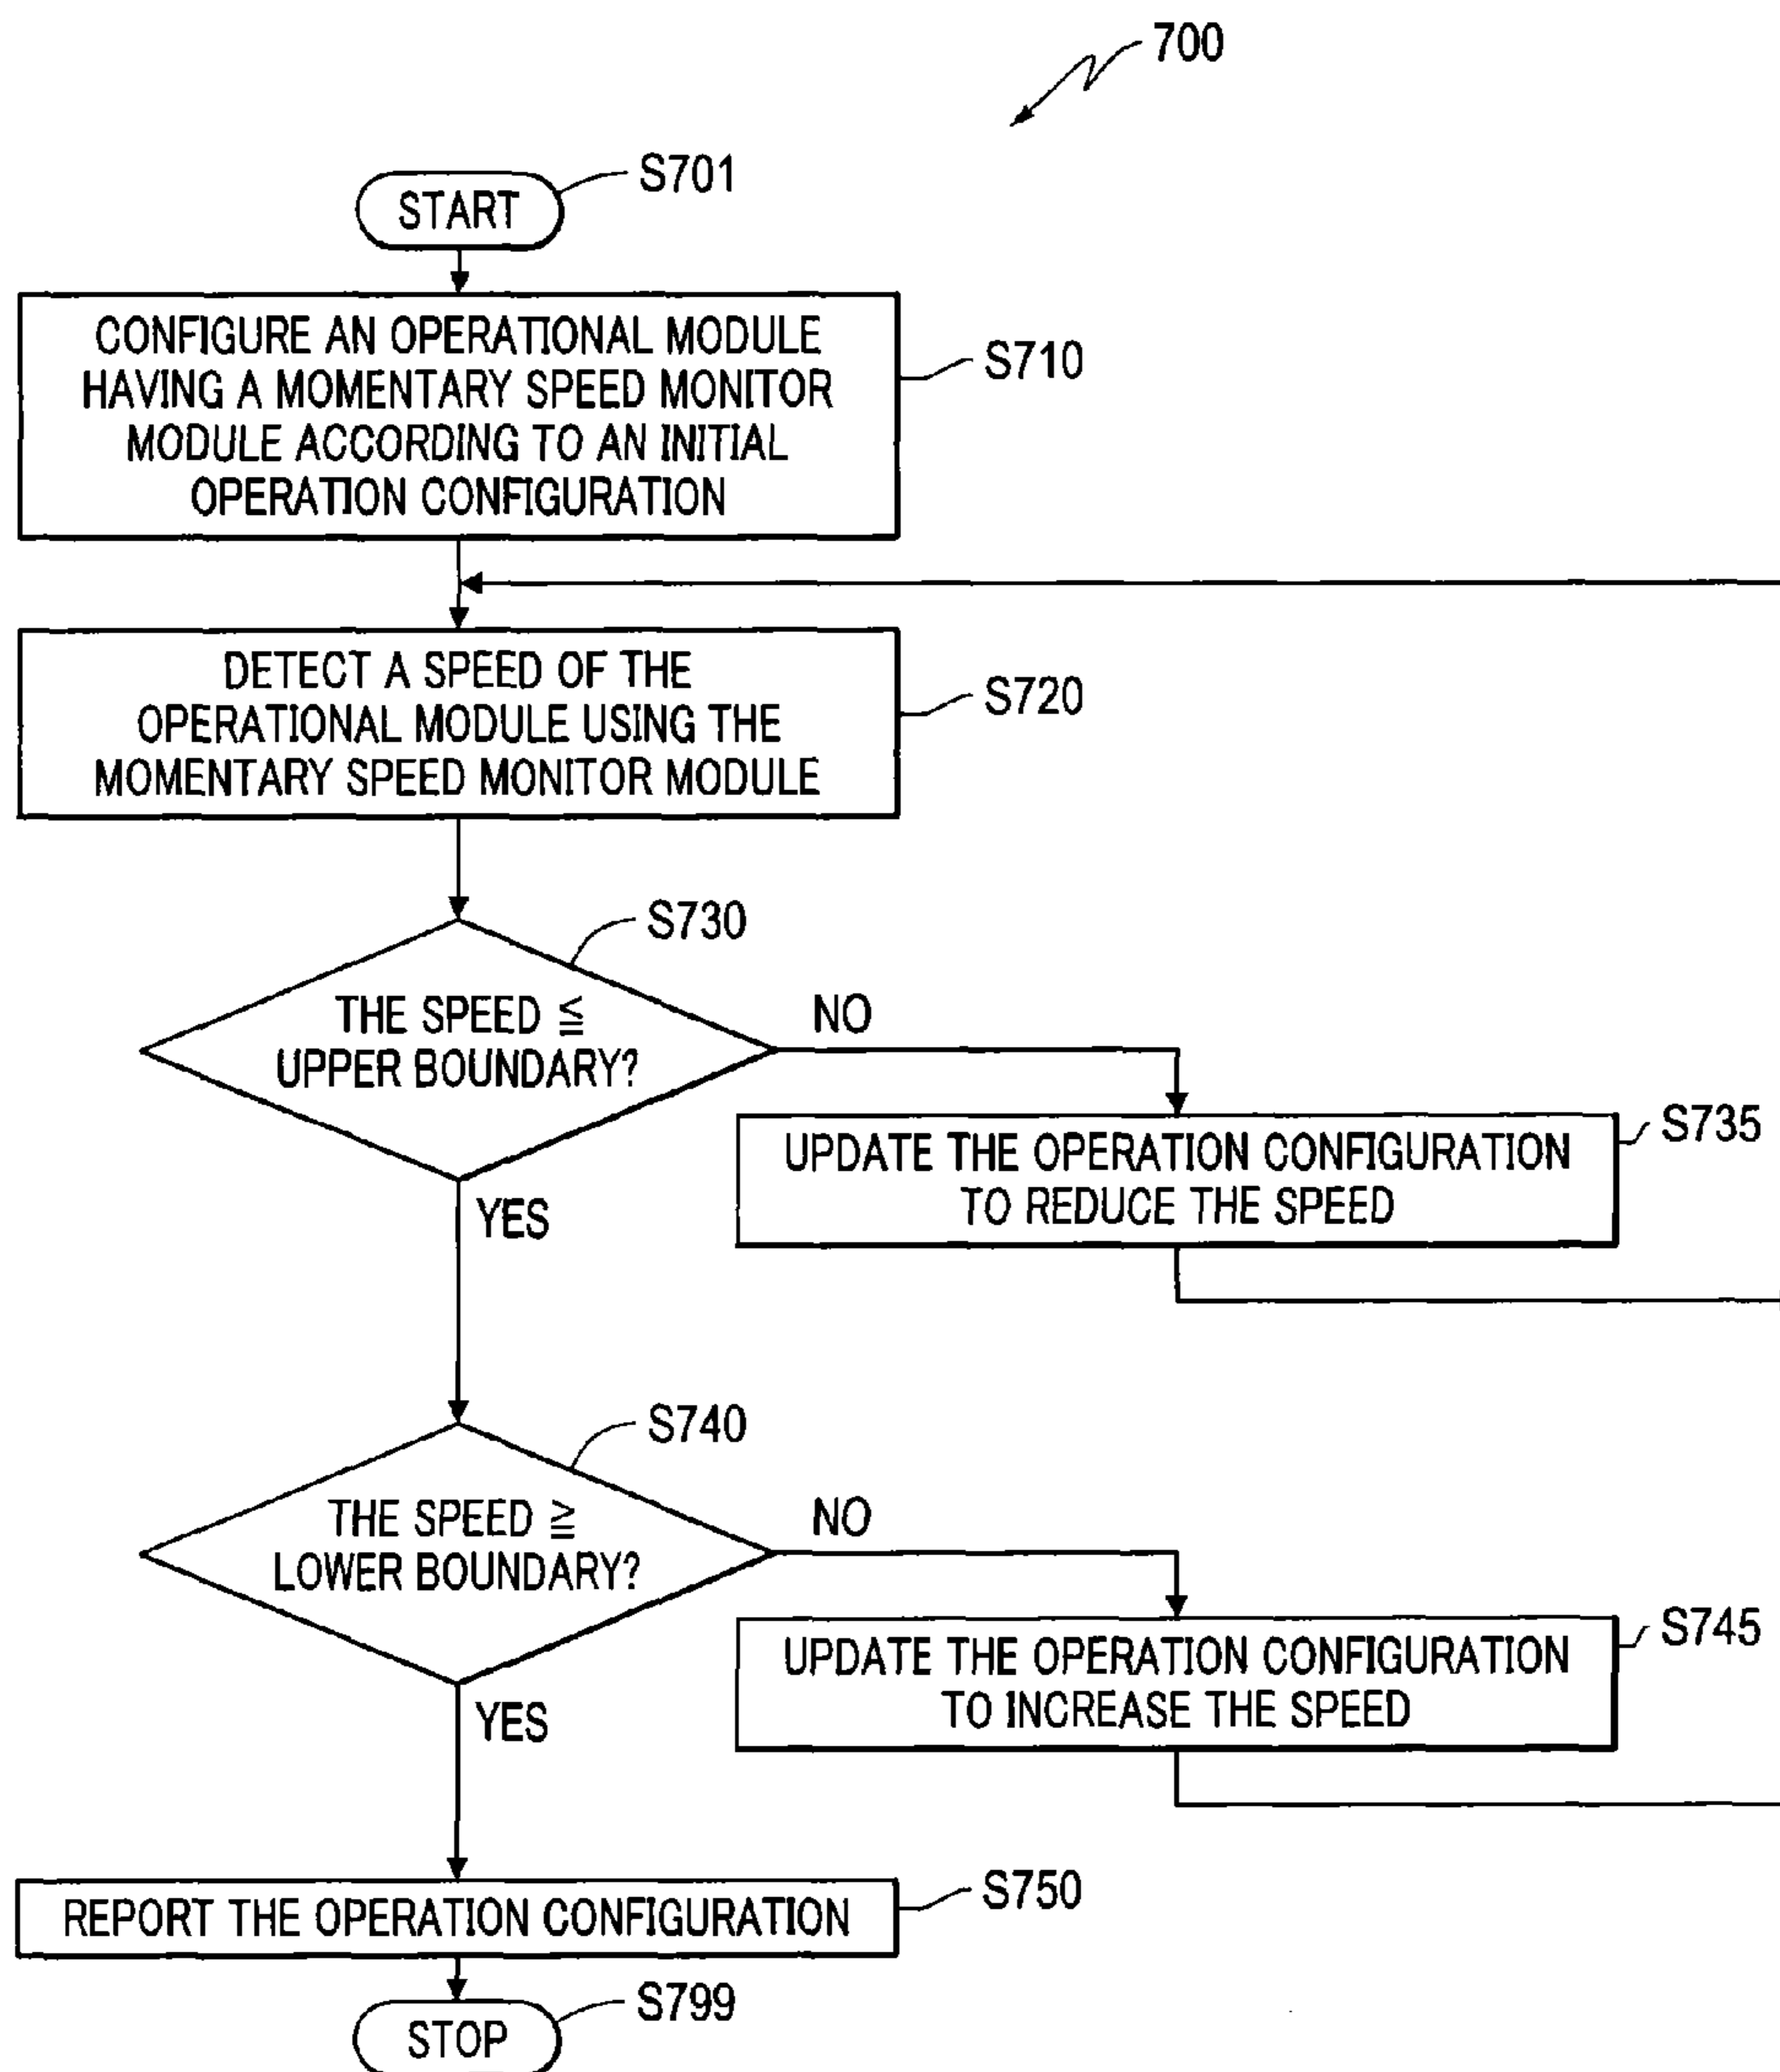 700
S701
START
CONFIGURE AN OPERATIONAL MODULE
HAVING A MOMENTARY SPEED MONITOR
MODULE ACCORDING TO AN INITIAL
OPERATION CONFIGURATION
S710
DETECT A SPEED OF THE
OPERATIONAL MODULE USING THE
MOMENTARY SPEED MONITOR MODULE
S720
S730
THE SPEED ≦
UPPER BOUNDARY?
NO
YES
UPDATE THE OPERATION CONFIGURATION
TO REDUCE THE SPEED
S735
S740
THE SPEED ≧
LOWER BOUNDARY?
NO
YES
UPDATE THE OPERATION CONFIGURATION
TO INCREASE THE SPEED
S745
REPORT THE OPERATION CONFIGURATION
S750
S799
STOP